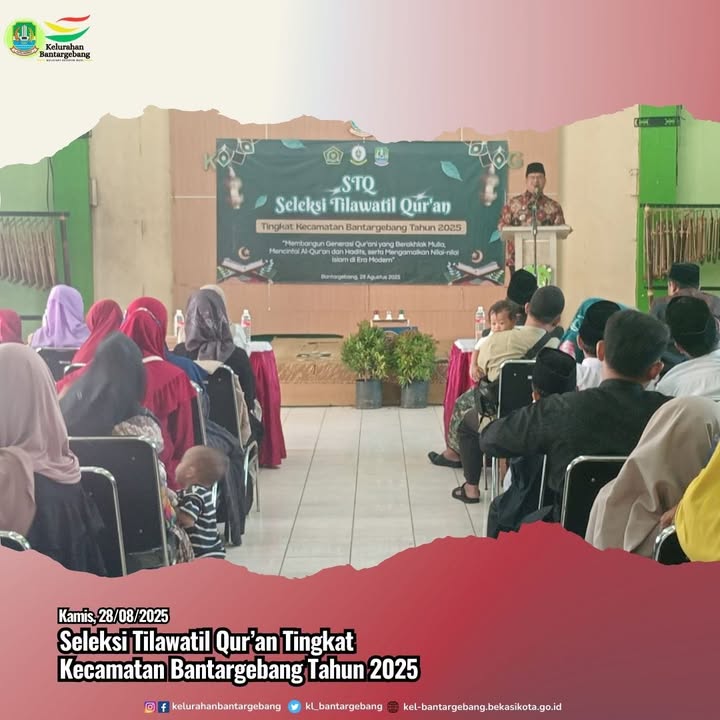 Kelurahan
Bantargebang
STQ
Seleksi Tilawatil Qur'an
Tingkat Kecamatan Bantargebang Tahun 2025
"Membangun Generasi Qur'ani yang Berakhlak Mulia,
Mencintai Al-Qur'an dan Hadits, serta Mengamalkan Nilai-nilai
Islam di Era Modern"
Bantargebang, 28 Agustus 2025
Kamis, 28/08/2025
Seleksi Tilawatil Qur'an Tingkat
Kecamatan Bantargebang Tahun 2025
kelurahanbantargebang kl_bantargebang kel-bantargebang.bekasikota.go.id